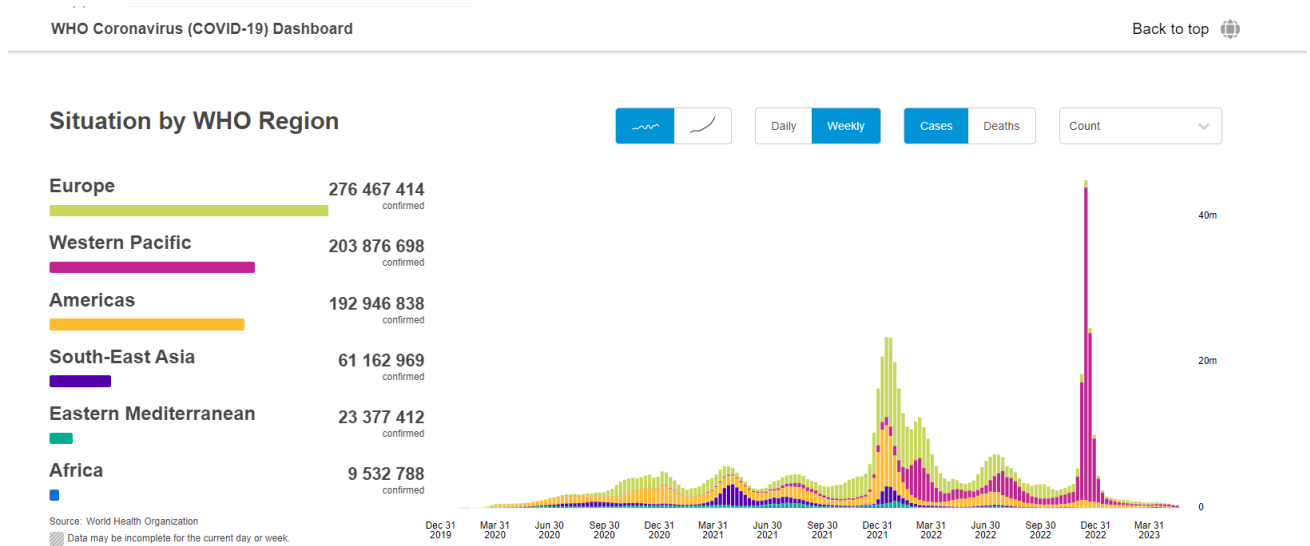 WHO Coronavirus (COVID-19) Dashboard
Back to top
Situation by WHO Region
Daily
Weekly
Cases
Deaths
Count
Europe
276 467 414
confirmed
Western Pacific
203 876 698
confirmed
Americas
192 946 838
confirmed
South-East Asia
61 162 969
confirmed
Eastern Mediterranean
23 377 412
confirmed
Africa
9 532 788
confirmed
40m
20m
0
Dec 31 2019
Mar 31 2020
Jun 30 2020
Sep 30 2020
Dec 31 2020
Mar 31 2021
Jun 30 2021
Sep 30 2021
Dec 31 2021
Mar 31 2022
Jun 30 2022
Sep 30 2022
Dec 31 2022
Mar 31 2023
Source: World Health Organization
Data may be incomplete for the current day or week.